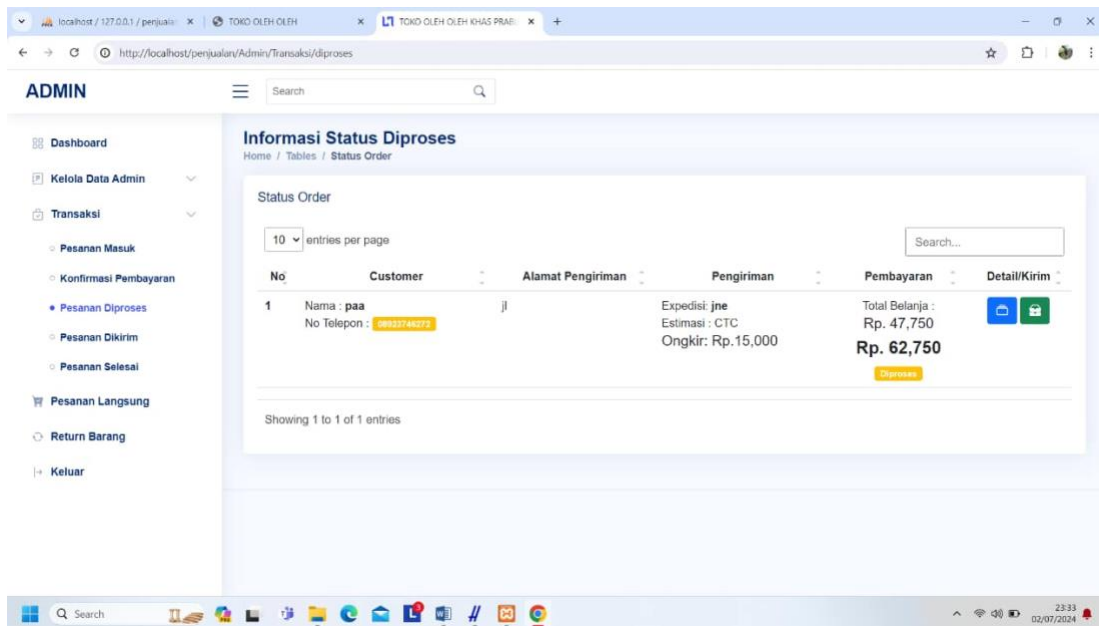 localhost / 127.0.0.1 / penjuala
TOKO OLEH OLEH
TOKO OLEH OLEH KHAS PRAB
http://localhost/penjualan/Admin/Transaksi/diproses
ADMIN
Search
Dashboard
Kelola Data Admin
Transaksi
Pesanan Masuk
Konfirmasi Pembayaran
Pesanan Diproses
Pesanan Dikirim
Pesanan Selesai
Pesanan Langsung
Return Barang
Keluar
Informasi Status Diproses
Home / Tables / Status Order
Status Order
10 entries per page
Search...
No Customer Alamat Pengiriman Pengiriman Pembayaran Detail/Kirim
1 Nama : paa jl Expedisi: jne Total Belanja :
No Telepon : Estimasi : CTC Rp. 47,750
Ongkir: Rp.15,000 Rp. 62,750
Diproses
Showing 1 to 1 of 1 entries
Search
23:33
02/07/2024